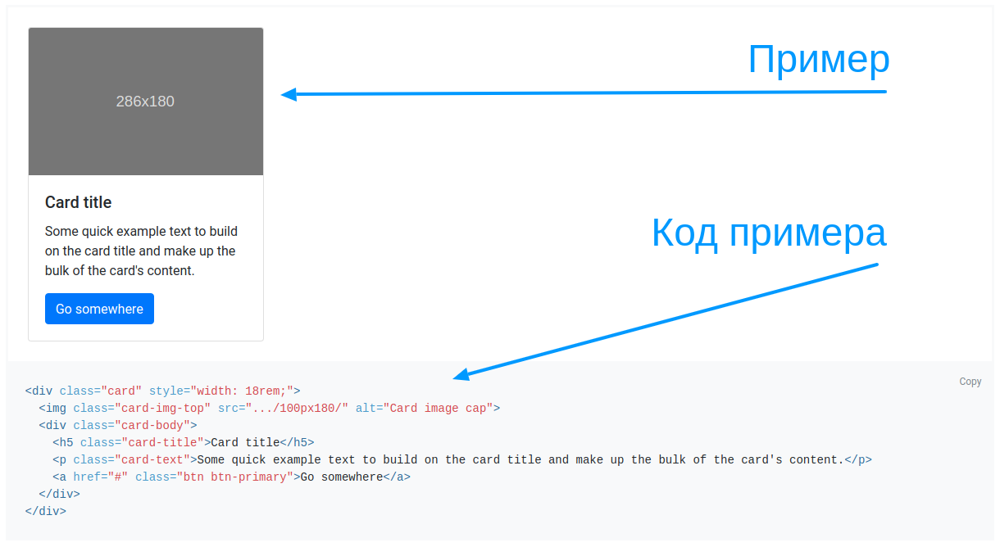 Пример
286x180
Card title
Some quick example text to build
on the card title and make up the
bulk of the card's content.
Go somewhere
Код примера
Copy
<div class="card" style="width: 18rem;">
  <img class="card-img-top" src=".../100px180/" alt="Card image cap">
  <div class="card-body">
    <h5 class="card-title">Card title</h5>
    <p class="card-text">Some quick example text to build on the card title and make up the bulk of the card's content.</p>
    <a href="#" class="btn btn-primary">Go somewhere</a>
  </div>
</div>